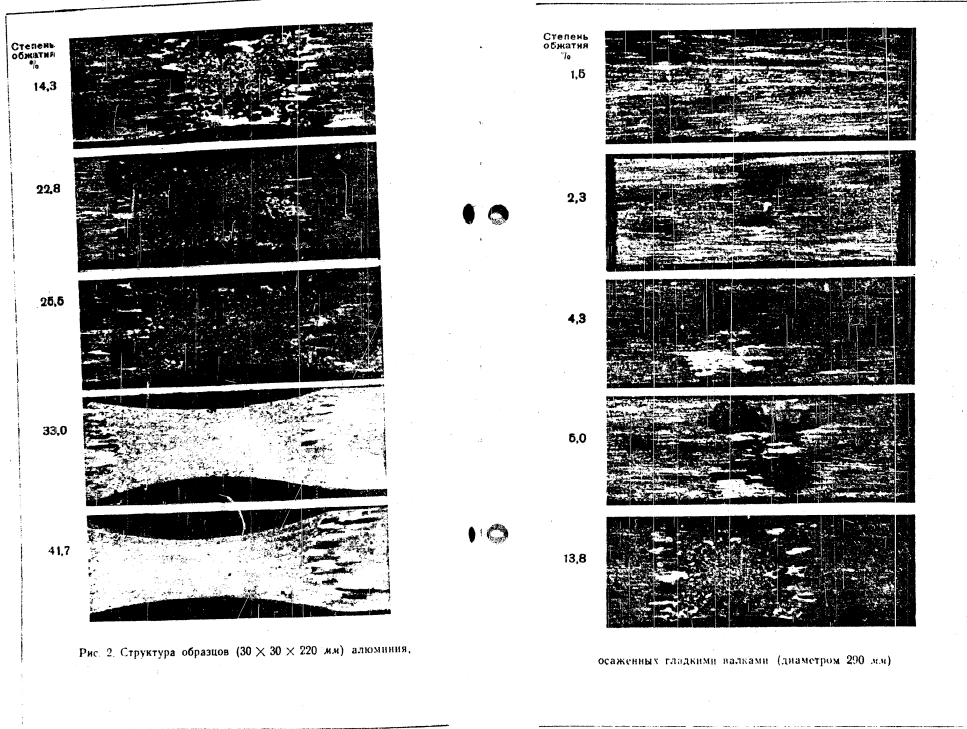 Степень
обжатия
%
14,3
22,8
25,5
33,0
41,7
Рис. 2. Структура образцов (30 × 30 × 220 мм) алюминия,
Степень
обжатия
%
1,5
2,3
4,3
5,0
13,8
осаженных гладкими валками (диаметром 290 мм)